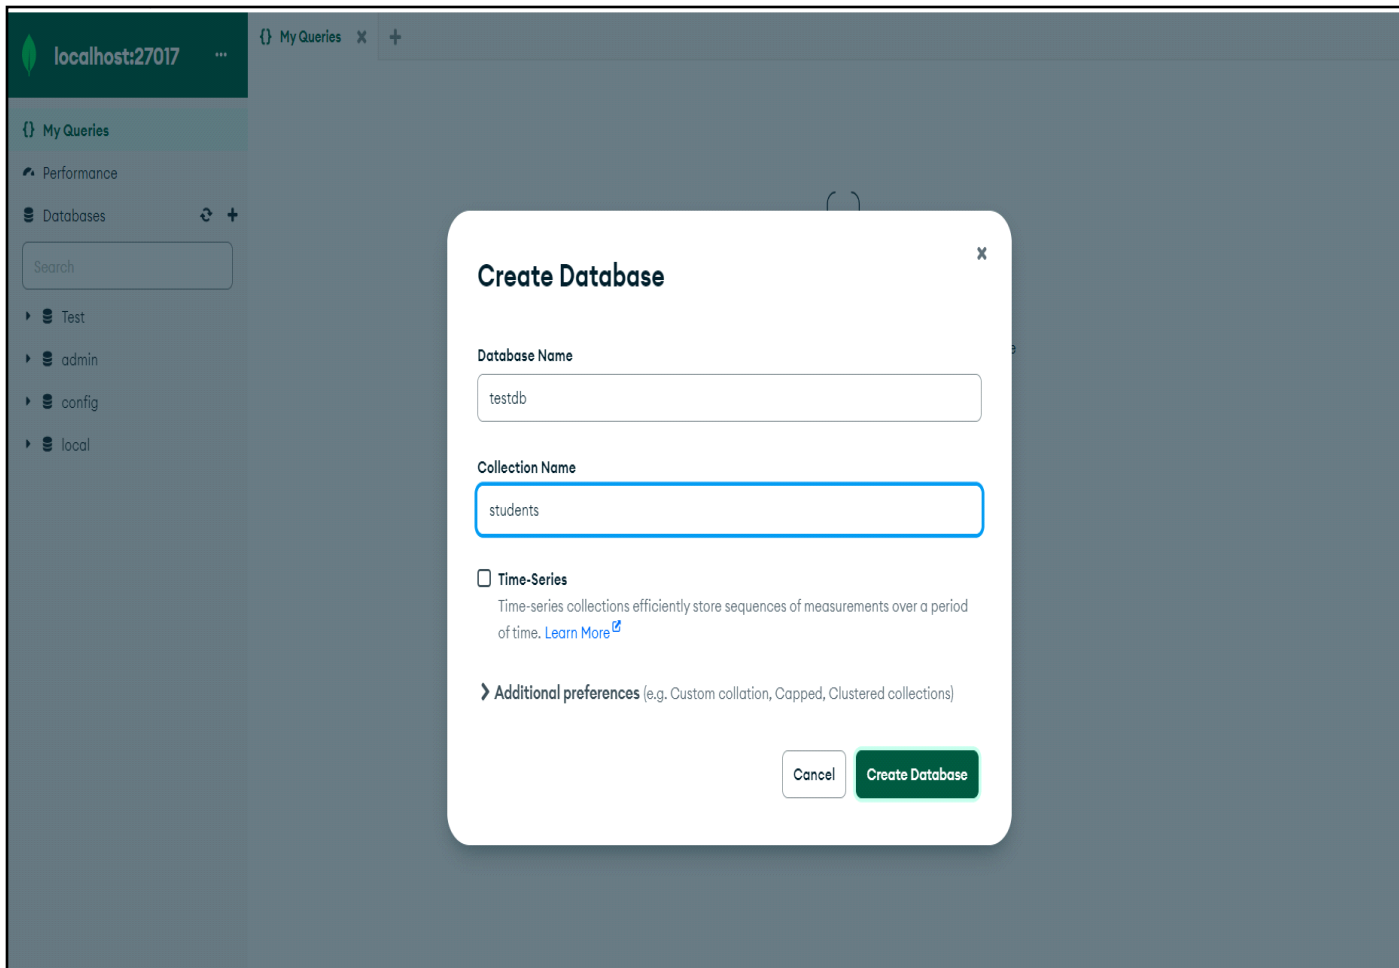 localhost:27017 ...
{} My Queries
{} My Queries
Performance
Databases
Search
Test
admin
config
local
Create Database
Database Name
testdb
Collection Name
students
Time-Series
Time-series collections efficiently store sequences of measurements over a period
of time. Learn More
Additional preferences (e.g. Custom collation, Capped, Clustered collections)
Cancel
Create Database